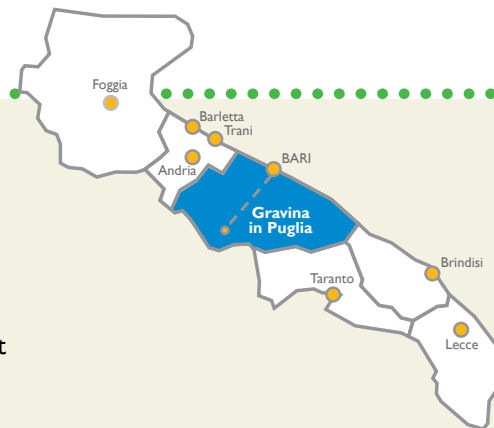 Foggia
Barletta
Trani
BARI
Andria
Gravina
in Puglia
Brindisi
Taranto
Lecce
t